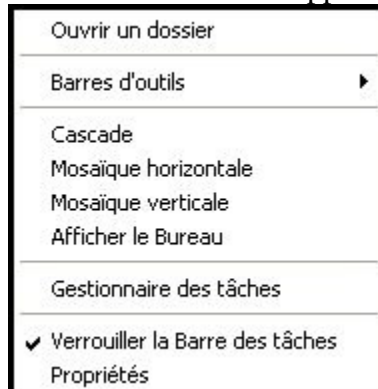 Ouvrir un dossier
Barres d'outils
Cascade
Mosaïque horizontale
Mosaïque verticale
Afficher le Bureau
Gestionnaire des tâches
Verrouiller la Barre des tâches
Propriétés